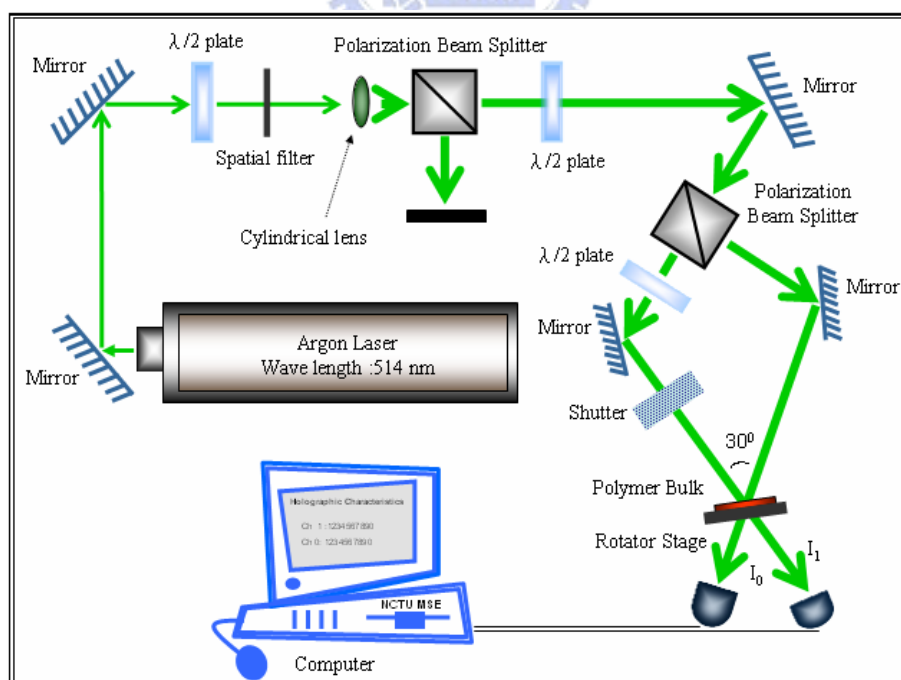 λ/2 plate
Polarization Beam Splitter
Mirror
Mirror
Spatial filter
λ/2 plate
Polarization
Beam Splitter
Cylindrical lens
λ/2 plate
Mirror
Mirror
Argon Laser
Wave length :514 nm
Mirror
Shutter
30⁰
Holographic Characteristics
Ch 1 : 1234567890
Ch 0: 1234567890
Polymer Bulk
Rotator Stage
I₀
I₁
NCTU MSE
Computer